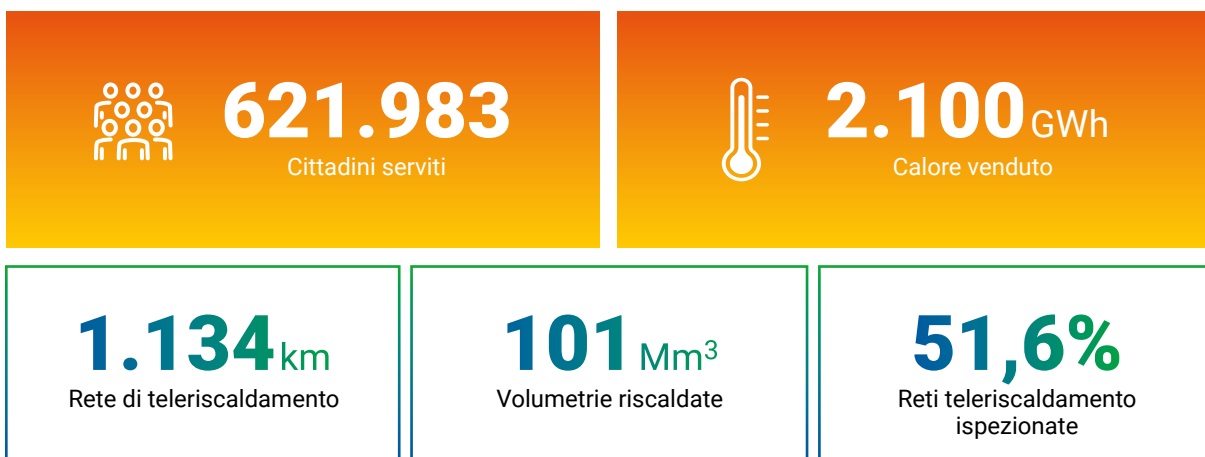 621.983
Cittadini serviti
2.100 GWh
Calore venduto
1.134 km
Rete di teleriscaldamento
101 Mm³
Volumetrie riscaldate
51,6%
Reti teleriscaldamento
ispezionate